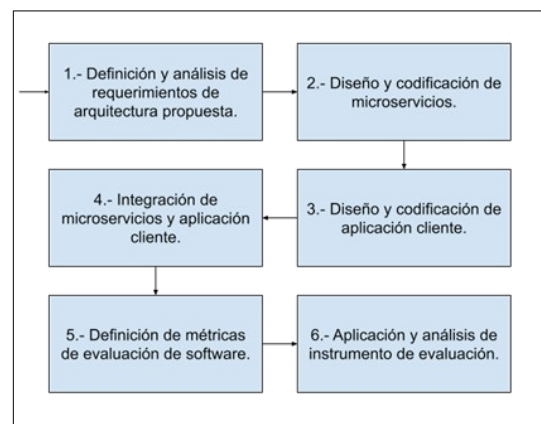 1.- Definición y análisis de
requerimientos de
arquitectura propuesta.
2.- Diseño y codificación de
microservicios.
3.- Diseño y codificación de
aplicación cliente.
4.- Integración de
microservicios y aplicación
cliente.
5.- Definición de métricas
de evaluación de software.
6.- Aplicación y análisis de
instrumento de evaluación.